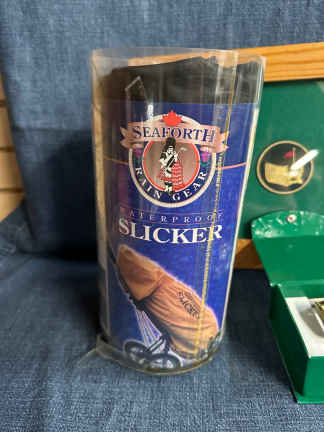 SEAFORTH
RAIN GEAR
WATERPROOF
SLICKER